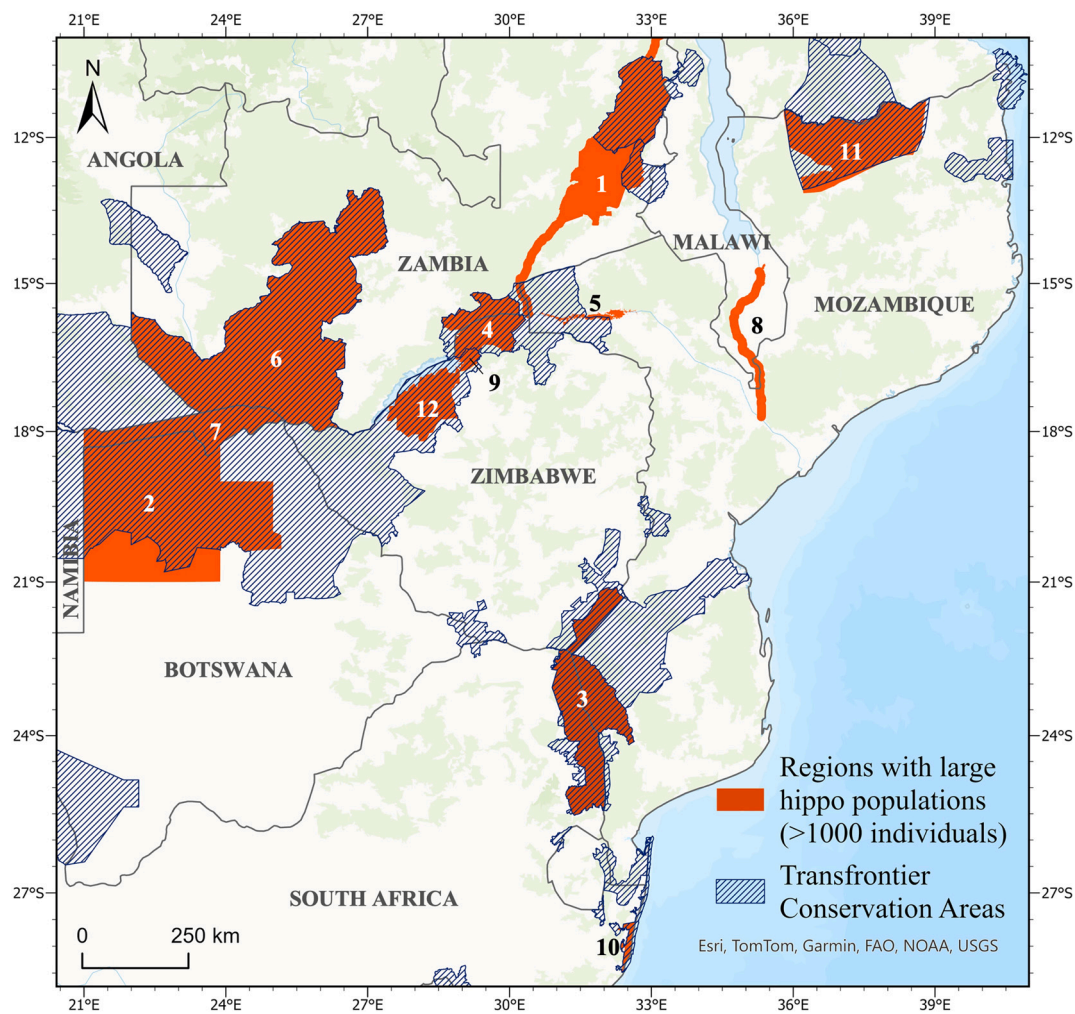 21°E 24°E 27°E 30°E 33°E 36°E 39°E
N
12°S 12°S
ANGOLA
11
1
MALAWI
ZAMBIA
15°S 15°S
5
MOZAMBIQUE
4
8
6
9
12
7
18°S 18°S
ZIMBABWE
2
NAMIBIA
21°S 21°S
BOTSWANA
3
24°S 24°S
Regions with large
hippo populations
(>1000 individuals)
Transfrontier
Conservation Areas
27°S 27°S
SOUTH AFRICA
0 250 km
10
Esri, TomTom, Garmin, FAO, NOAA, USGS
21°E 24°E 27°E 30°E 33°E 36°E 39°E